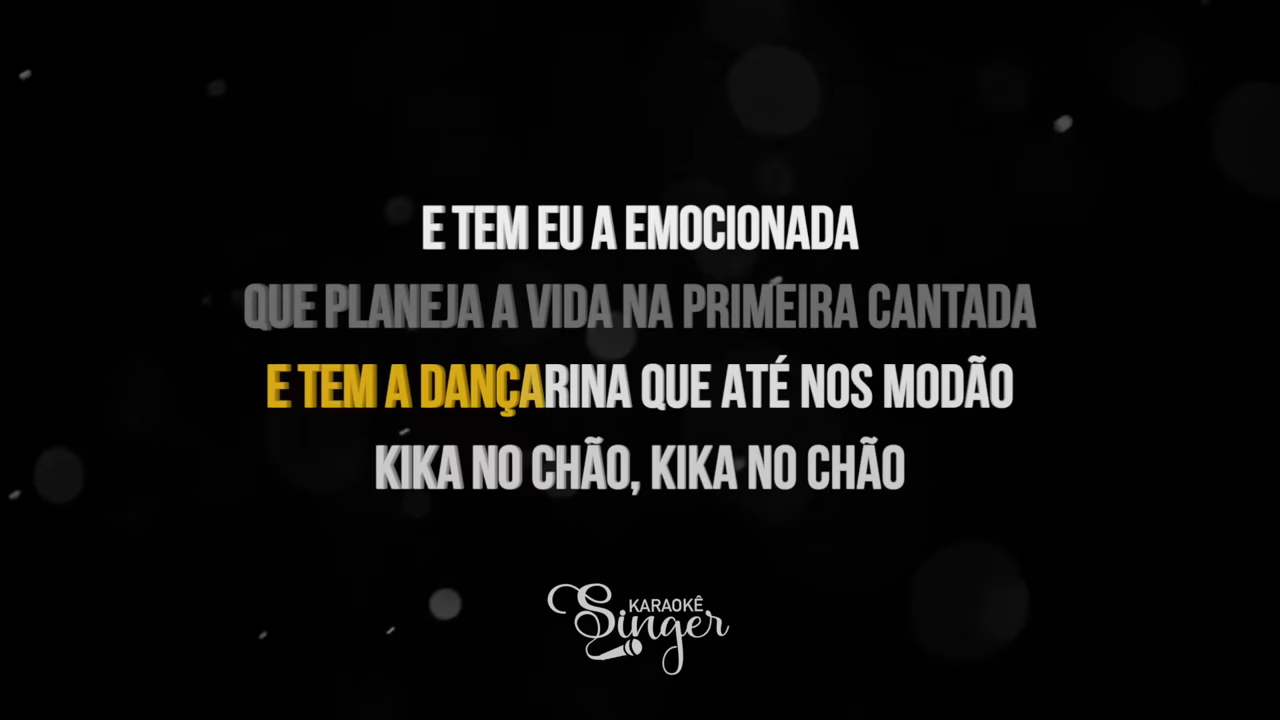 E TEM EU A EMOCIONADA
QUE PLANEJA A VIDA NA PRIMEIRA CANTADA
E TEM A DANÇARINA QUE ATÉ NOS MODÃO
KIKA NO CHÃO, KIKA NO CHÃO
KARAOKÊ
Singer